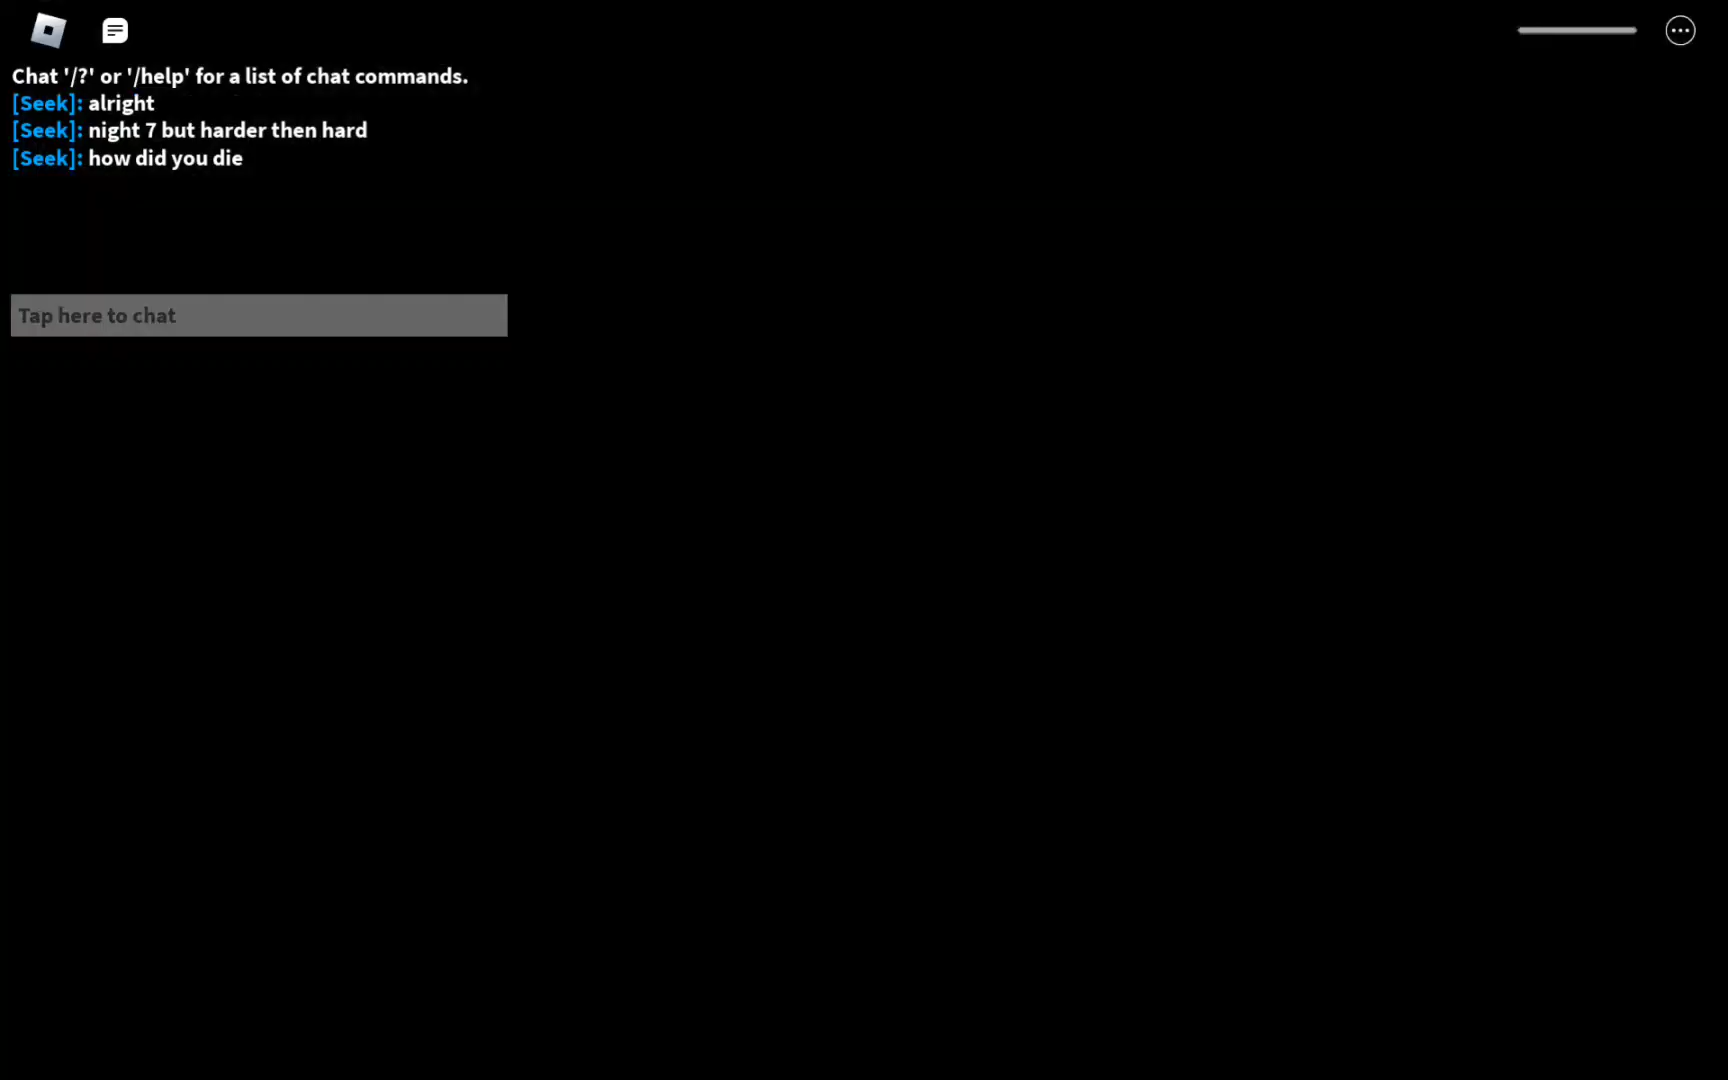 Chat '/?' or '/help' for a list of chat commands.
[Seek]: alright
[Seek]: night 7 but harder then hard
[Seek]: how did you die
Tap here to chat